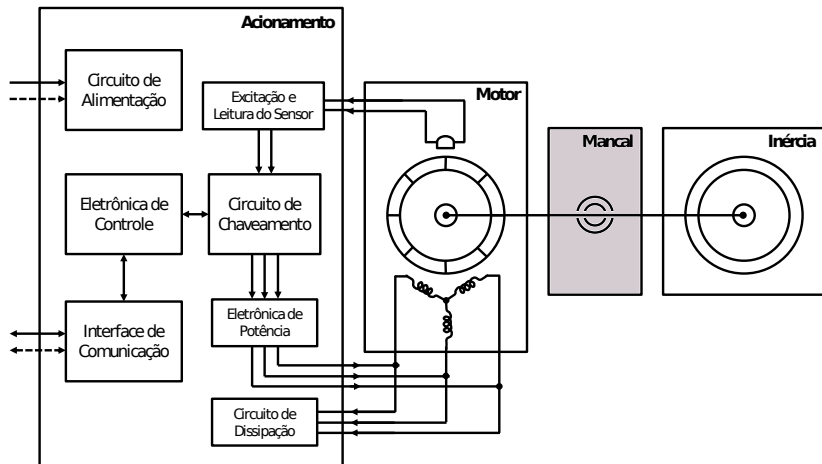 Acionamento
Circuito de
Alimentação
Excitação e
Leitura do Sensor
Motor
Mancal
Inércia
Eletrônica de
Controle
Circuito de
Chaveamento
Interface de
Comunicação
Eletrônica de
Potência
Circuito de
Dissipação